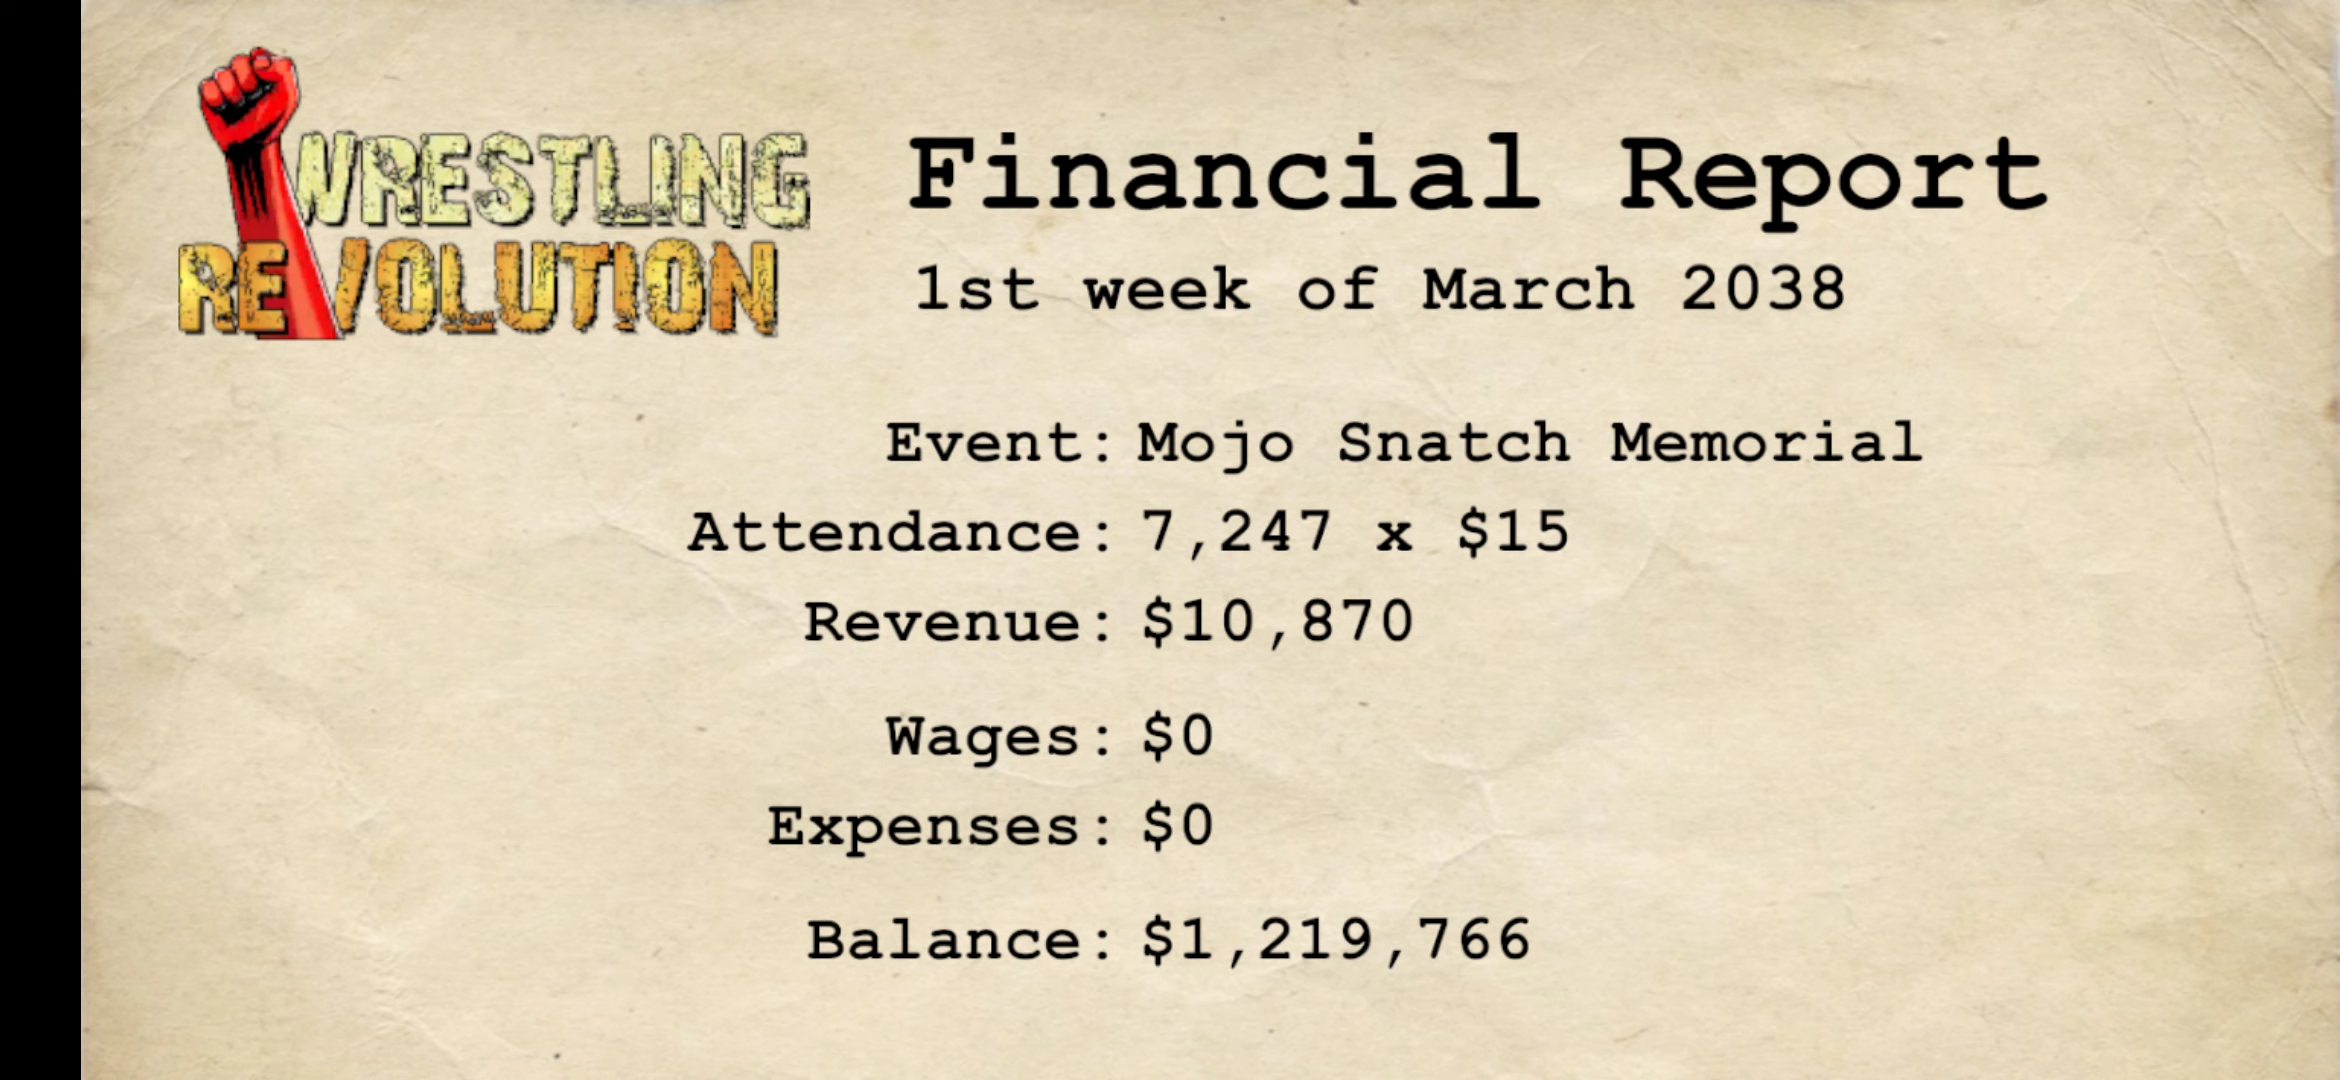 WRESTLING
REVOLUTION
Financial Report
1st week of March 2038
Event: Mojo Snatch Memorial
Attendance: 7,247 x $15
Revenue: $10,870
Wages: $0
Expenses: $0
Balance: $1,219,766